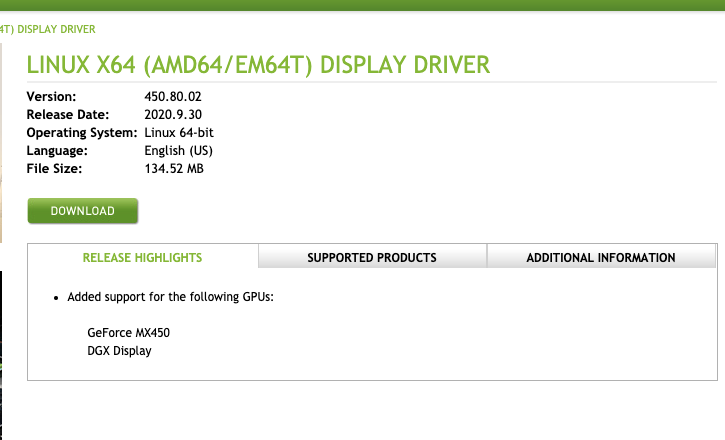 4T) DISPLAY DRIVER
LINUX X64 (AMD64/EM64T) DISPLAY DRIVER
Version: 450.80.02
Release Date: 2020.9.30
Operating System: Linux 64-bit
Language: English (US)
File Size: 134.52 MB
DOWNLOAD
RELEASE HIGHLIGHTS SUPPORTED PRODUCTS ADDITIONAL INFORMATION
• Added support for the following GPUs:
GeForce MX450
DGX Display